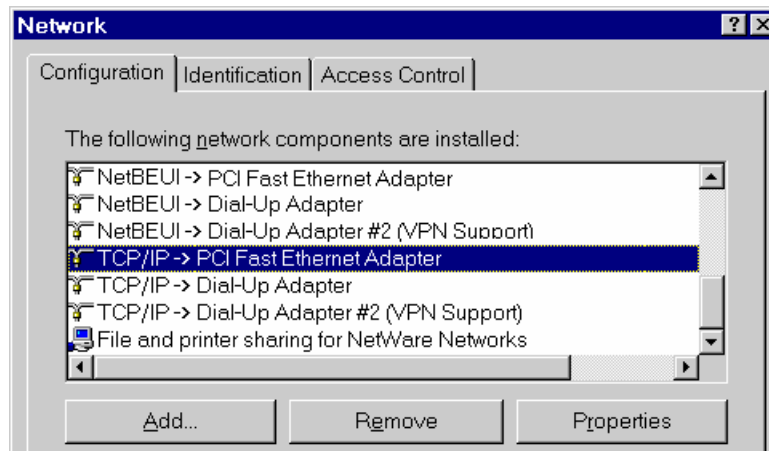 Network
Configuration Identification Access Control
The following network components are installed:
NetBEUI -> PCI Fast Ethernet Adapter
NetBEUI -> Dial-Up Adapter
NetBEUI -> Dial-Up Adapter #2 (VPN Support)
TCP/IP -> PCI Fast Ethernet Adapter
TCP/IP -> Dial-Up Adapter
TCP/IP -> Dial-Up Adapter #2 (VPN Support)
File and printer sharing for NetWare Networks
Add... Remove Properties